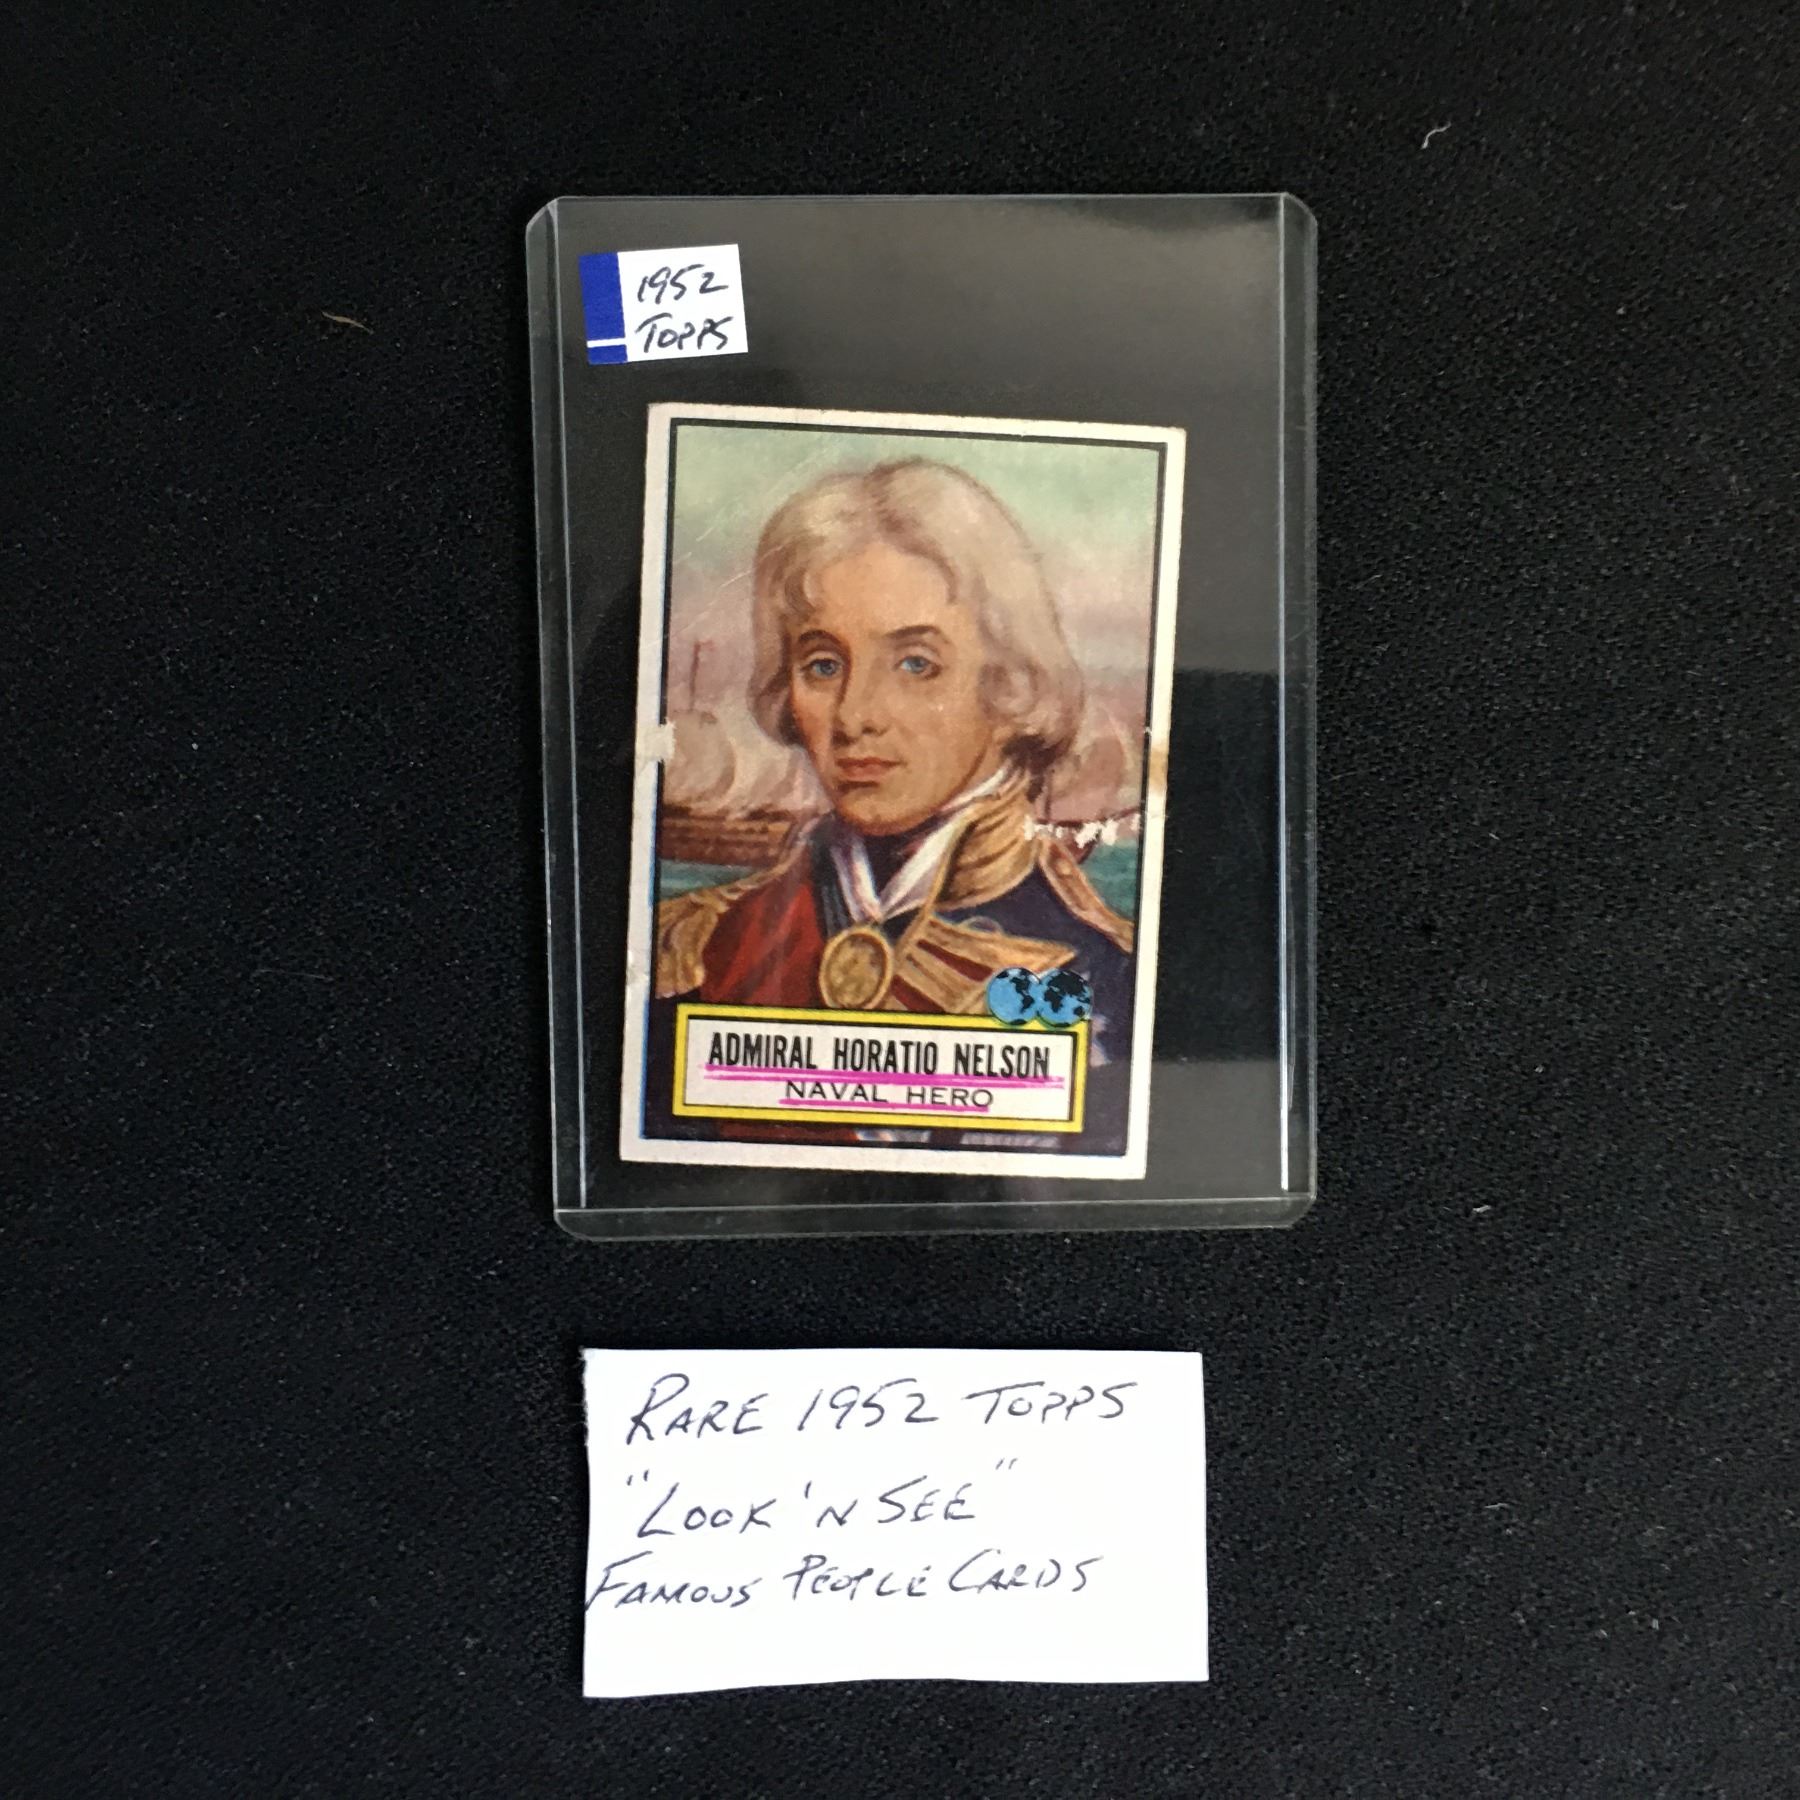 1952
TOPPS
ADMIRAL HORATIO NELSON
NAVAL HERO
RARE 1952 TOPPS
"LOOK 'N SEE"
FAMOUS PEOPLE CARDS